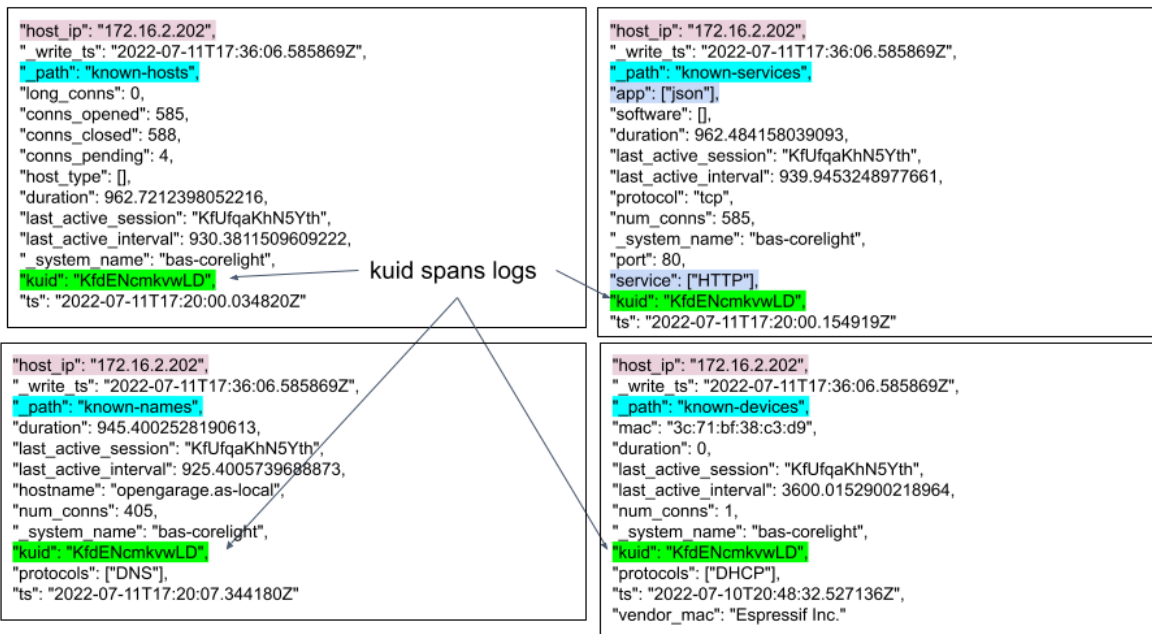 "host_ip": "172.16.2.202",
"_write_ts": "2022-07-11T17:36:06.585869Z",
"_path": "known-hosts",
"long_conns": 0,
"conns_opened": 585,
"conns_closed": 588,
"conns_pending": 4,
"host_type": [],
"duration": 962.7212398052216,
"last_active_session": "KfUfqaKhN5Yth",
"last_active_interval": 930.3811509609222,
"_system_name": "bas-corelight",
"kuid": "KfdENcmkvwLD",
"ts": "2022-07-11T17:20:00.034820Z"
"host_ip": "172.16.2.202",
"_write_ts": "2022-07-11T17:36:06.585869Z",
"_path": "known-services",
"app": ["json"],
"software": [],
"duration": 962.484158039093,
"last_active_session": "KfUfqaKhN5Yth",
"last_active_interval": 939.9453248977661,
"protocol": "tcp",
"num_conns": 585,
"_system_name": "bas-corelight",
"port": 80,
"service": ["HTTP"],
"kuid": "KfdENcmkvwLD",
"ts": "2022-07-11T17:20:00.154919Z"
kuid spans logs
"host_ip": "172.16.2.202",
"_write_ts": "2022-07-11T17:36:06.585869Z",
"_path": "known-names",
"duration": 945.4002528190613,
"last_active_session": "KfUfqaKhN5Yth",
"last_active_interval": 925.4005739688873,
"hostname": "opengarage.as-local",
"num_conns": 405,
"_system_name": "bas-corelight",
"kuid": "KfdENcmkvwLD",
"protocols": ["DNS"],
"ts": "2022-07-11T17:20:07.344180Z"
"host_ip": "172.16.2.202",
"_write_ts": "2022-07-11T17:36:06.585869Z",
"_path": "known-devices",
"mac": "3c:71:bf:38:c3:d9",
"duration": 0,
"last_active_session": "KfUfqaKhN5Yth",
"last_active_interval": 3600.0152900218964,
"num_conns": 1,
"_system_name": "bas-corelight",
"kuid": "KfdENcmkvwLD",
"protocols": ["DHCP"],
"ts": "2022-07-10T20:48:32.527136Z",
"vendor_mac": "Espressif Inc."